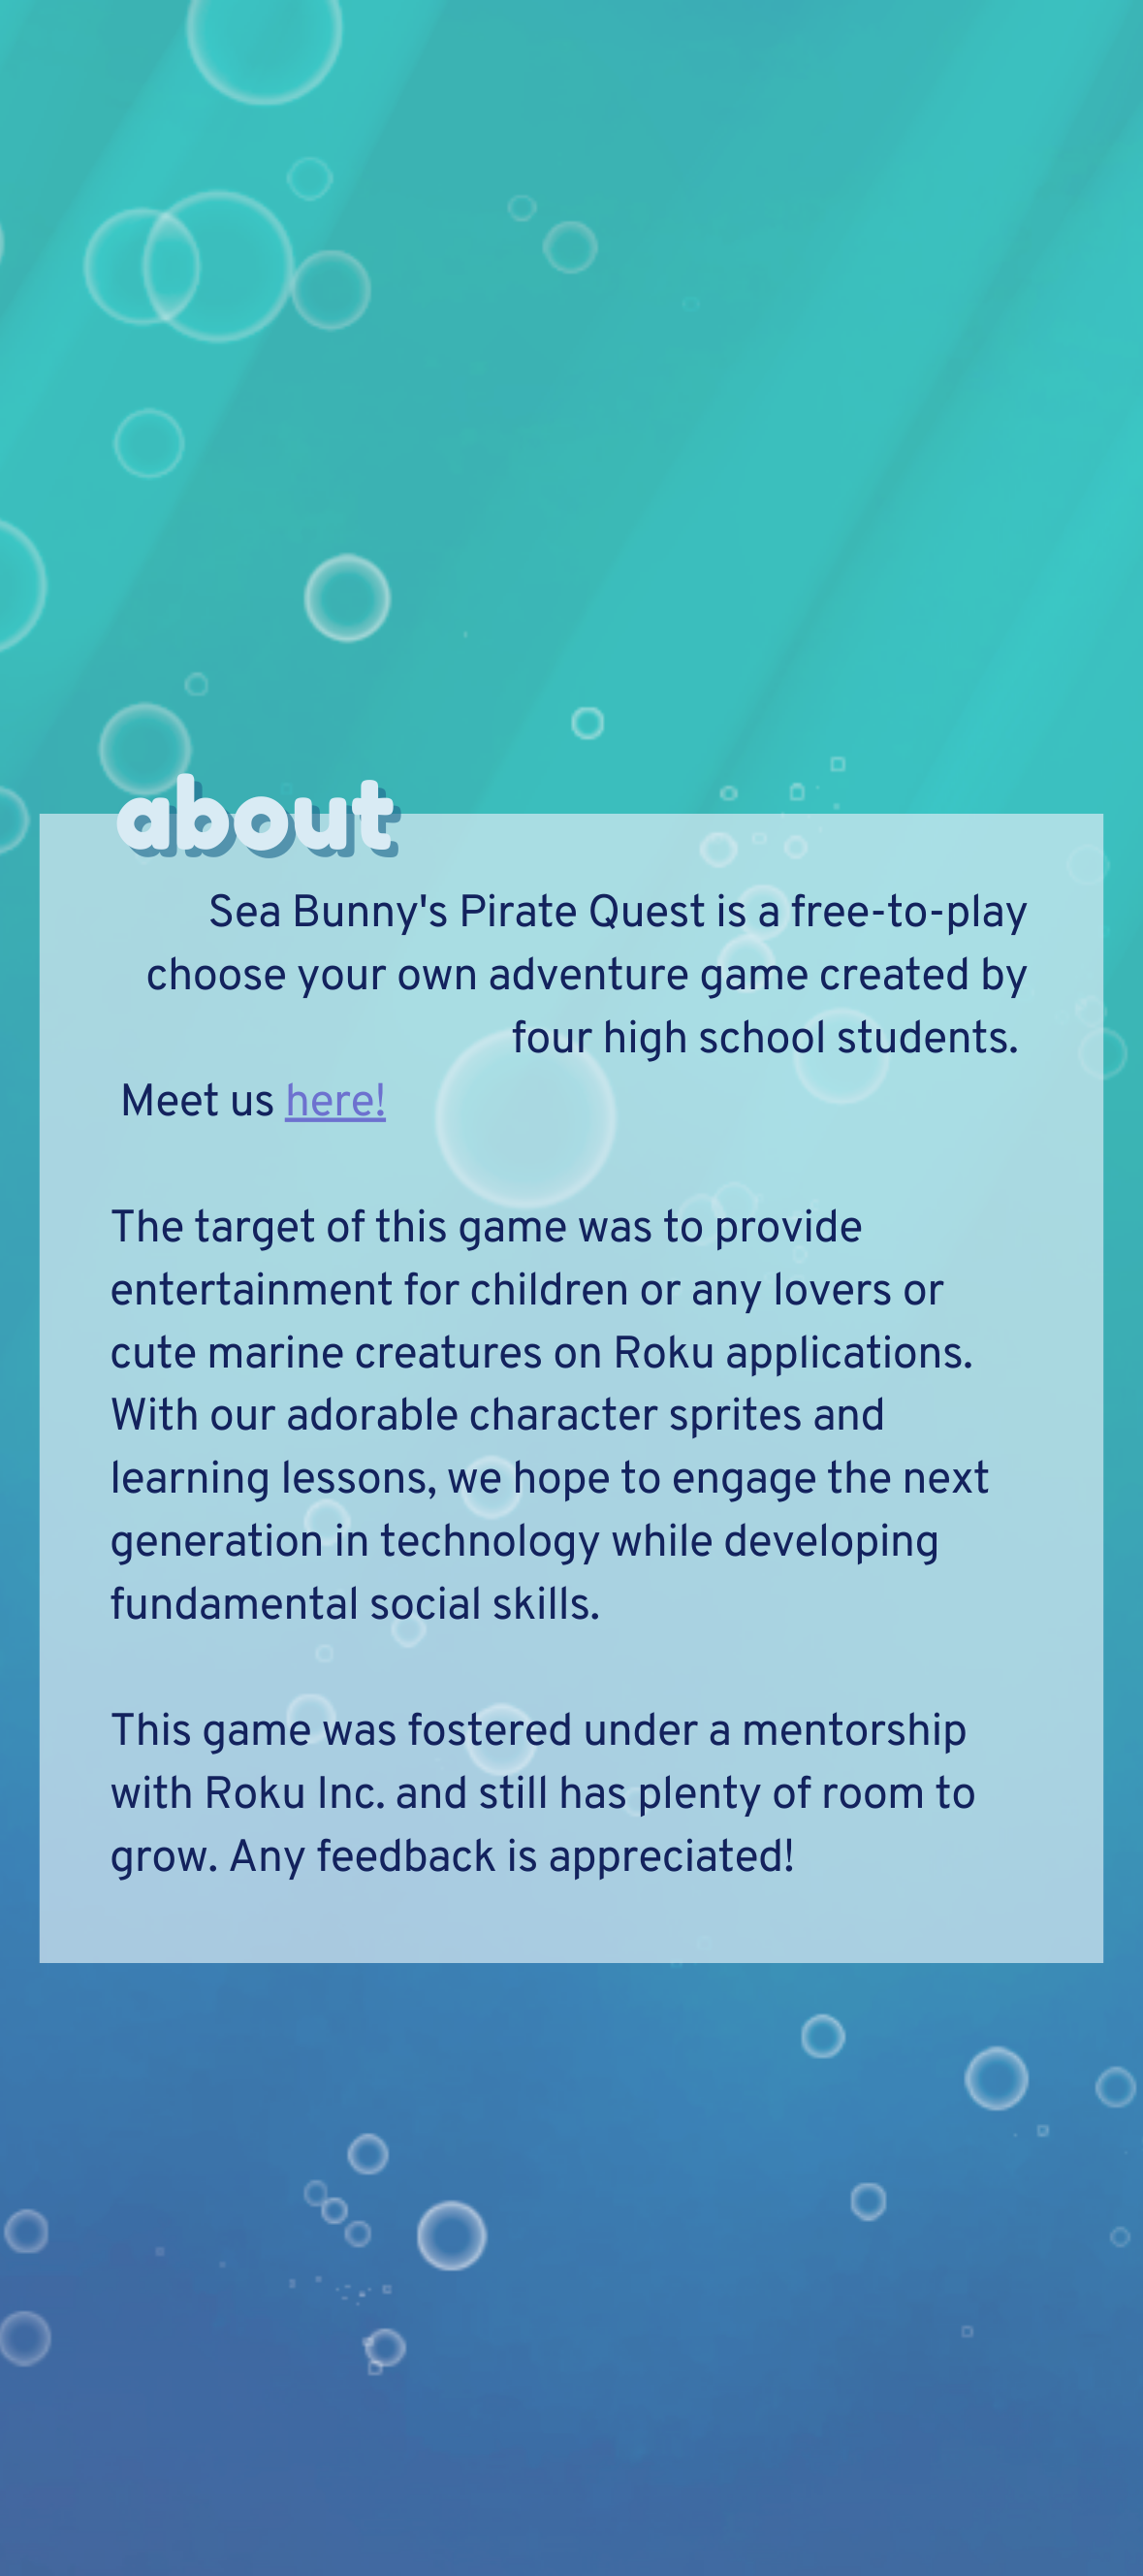 about
Sea Bunny's Pirate Quest is a free-to-play
choose your own adventure game created by
four high school students.
Meet us here!
The target of this game was to provide
entertainment for children or any lovers or
cute marine creatures on Roku applications.
With our adorable character sprites and
learning lessons, we hope to engage the next
generation in technology while developing
fundamental social skills.
This game was fostered under a mentorship
with Roku Inc. and still has plenty of room to
grow. Any feedback is appreciated!